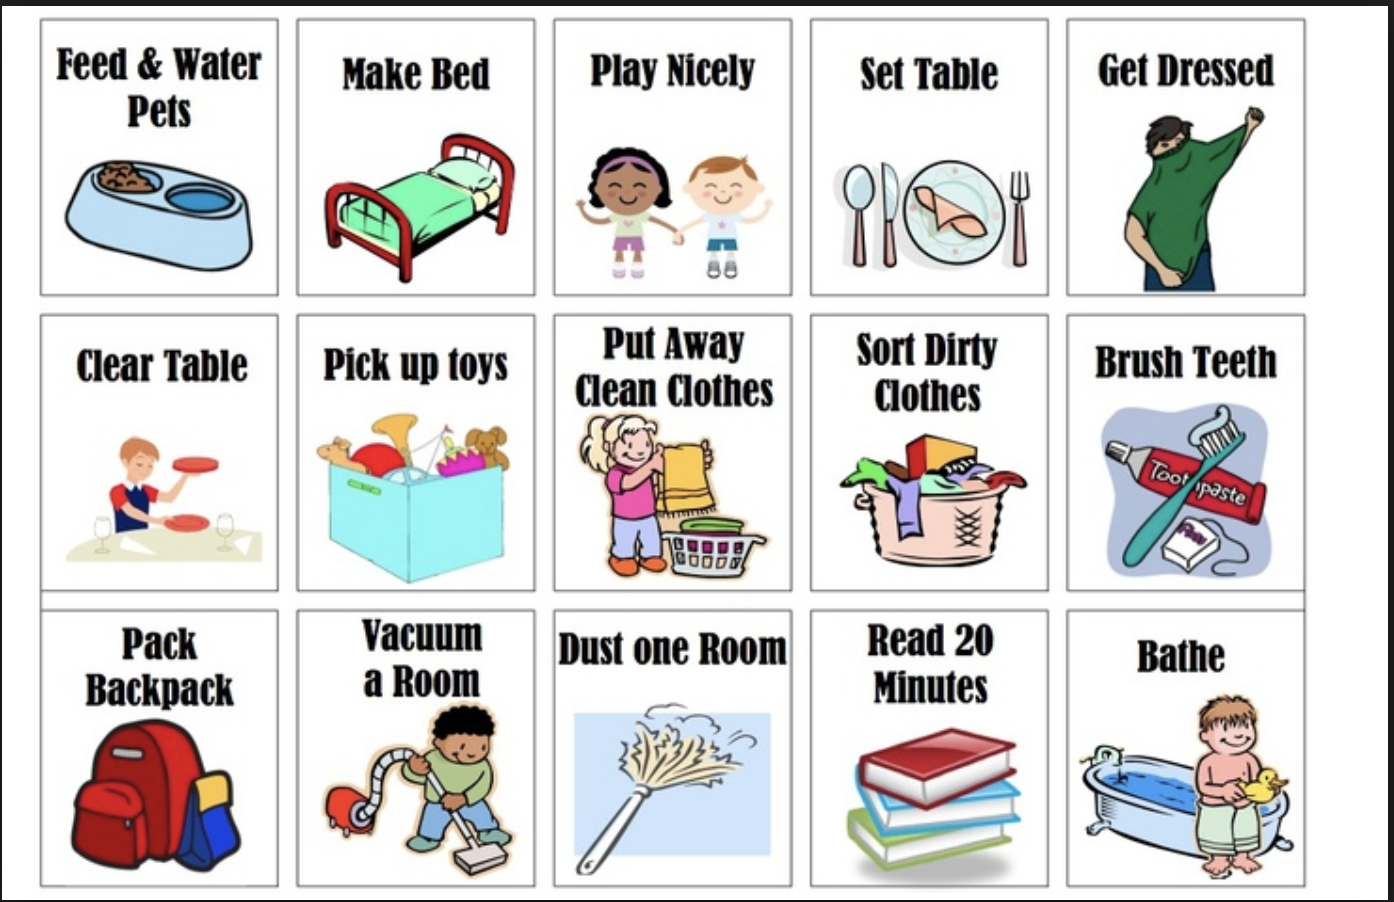 Feed & Water
Pets
Make Bed
Play Nicely
Set Table
Get Dressed
Clear Table
Pick up toys
Put Away
Clean Clothes
Sort Dirty
Clothes
Brush Teeth
Toothpaste
Pack
Backpack
Vacuum
a Room
Dust one Room
Read 20
Minutes
Bathe